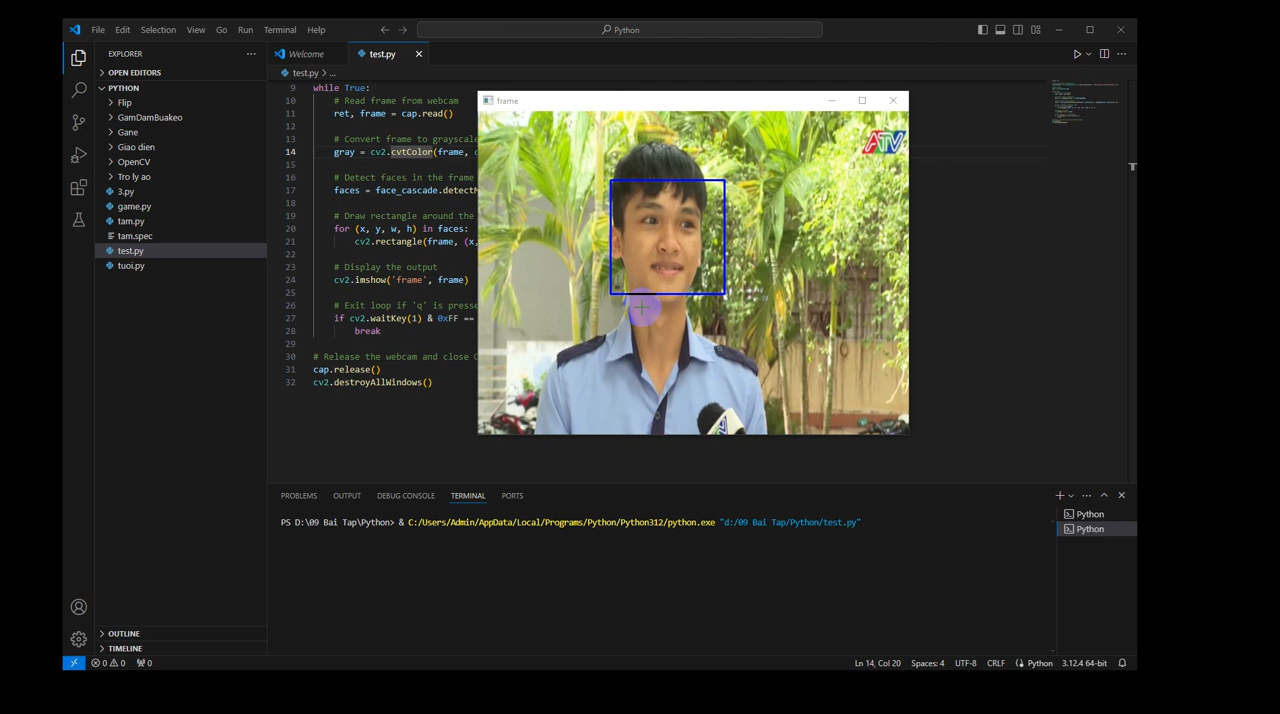 File Edit Selection View Go Run Terminal Help
Python
EXPLORER
OPEN EDITORS
PYTHON
Flip
GamDamBuakeo
Gane
Giao dien
OpenCV
Tro ly ao
3.py
game.py
tam.py
tam.spec
test.py
tuoi.py
OUTLINE
TIMELINE
Welcome
test.py
test.py > ...
9 while True:
10 # Read frame from webcam
11 ret, frame = cap.read()
12
13 # Convert frame to grayscale
14 gray = cv2.cvtColor(frame,
15
16 # Detect faces in the frame
17 faces = face_cascade.detectM
18
19 # Draw rectangle around the
20 for (x, y, w, h) in faces:
21 cv2.rectangle(frame, (x,
22
23 # Display the output
24 cv2.imshow('frame', frame)
25
26 # Exit loop if 'q' is presse
27 if cv2.waitKey(1) & 0xFF ==
28 break
29
30 # Release the webcam and close
31 cap.release()
32 cv2.destroyAllWindows()
frame
ATV
PROBLEMS OUTPUT DEBUG CONSOLE TERMINAL PORTS
PS D:\09 Bai Tap\Python> & C:/Users/Admin/AppData/Local/Programs/Python/Python312/python.exe "d:/09 Bai Tap/Python/test.py"
Python
Python
0 0 0
Ln 14, Col 20 Spaces: 4 UTF-8 CRLF Python 3.12.4 64-bit